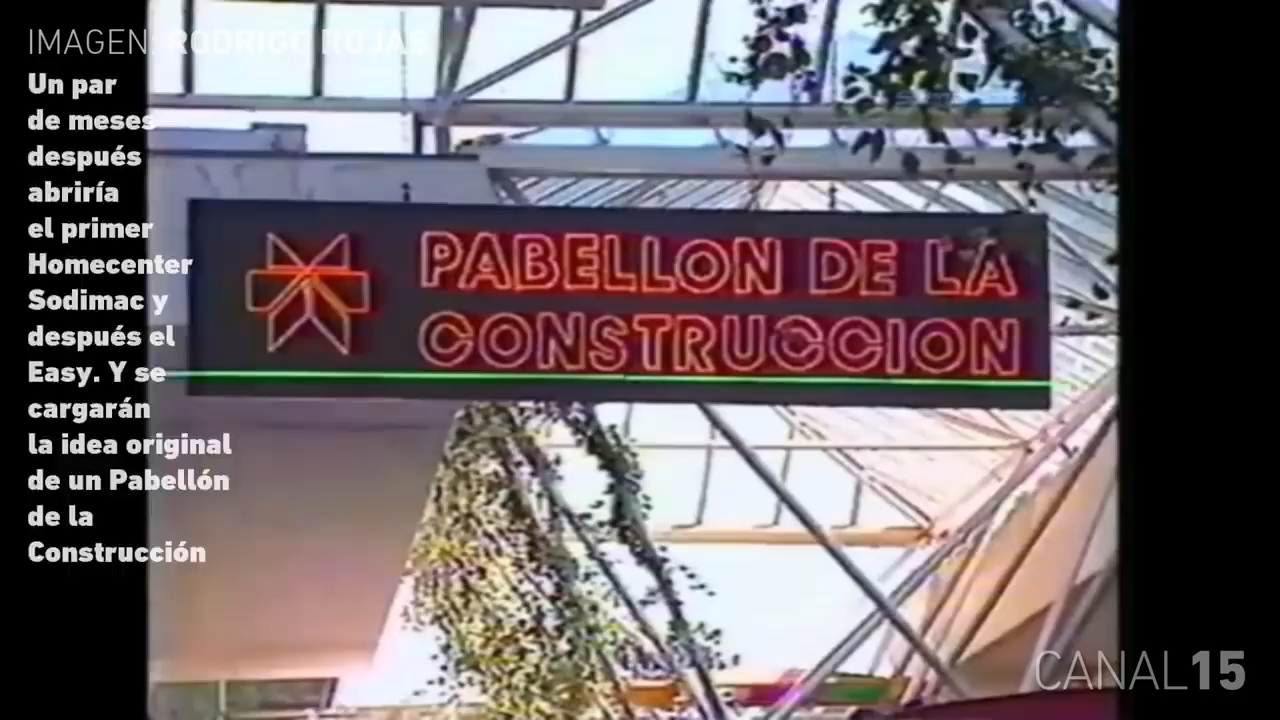 IMAGEN: RODRIGO ROJAS
Un par
de meses
después
abriría
el primer
Homecenter
Sodimac y
después el
Easy. Y se
cargarán
la idea original
de un Pabellón
de la
Construcción
PABELLON DE LA
CONSTRUCCION
CANAL15